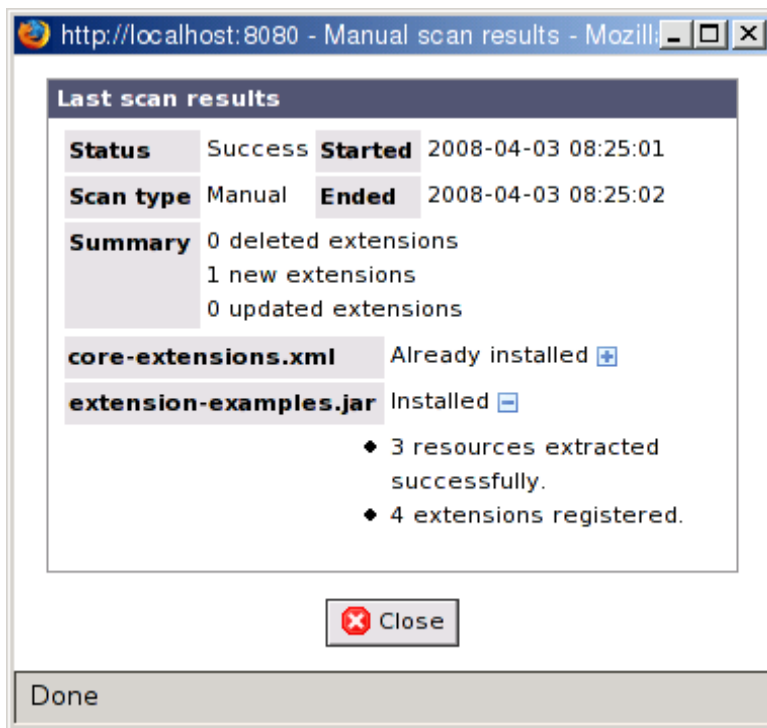 http://localhost:8080 - Manual scan results - Mozill
Last scan results
Status Success Started 2008-04-03 08:25:01
Scan type Manual Ended 2008-04-03 08:25:02
Summary 0 deleted extensions
1 new extensions
0 updated extensions
core-extensions.xml Already installed
extension-examples.jar Installed
3 resources extracted
successfully.
4 extensions registered.
Close
Done